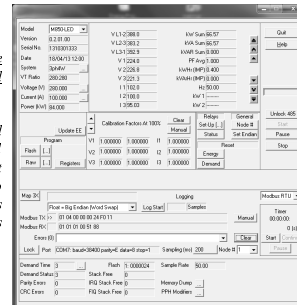 Model M850-LED
Version 0.2.01.00
Serial No. 1310301333
Date 18/04/13 12:00
System 3ph4w
VT Ratio 280.280
Voltage (V) 280.000
Current (A) 100.000
Power (kW) 84.000
V L1-2 388.0
V L2-3 383.2
V L3-1 392.9
V 1 224.0
V 2 226.8
V 3 221.1
I 1 102.0
I 2 100.0
I 3 95.03
kW Sum 66.57
kVA Sum 66.57
kVAR Sum 0.000
PF Avg 1.000
kWHr (IMP) 0.400
kVAHr (IMP) 0.000
Hz 50.00
kW 1
kW 2
Quit
Help
Update EE
Calibration Factors At 100%
Clear
Manual
Relays
Set Up [...]
Status
General
Node #
Set Endian
Unlock 485
Start
Pause
Stop
Program
Flash [...]
Raw [...]
Registers
V1 1.000000 1.000000 I1 1.000000
V2 1.000000 1.000000 I2 1.000000
V3 1.000000 1.000000 I3 1.000000
Reset
Energy
Demand
Map 3X
Logging
Modbus RTU
Float = Big Endian (Word Swap)
Log Start
Samples
Timer
00:00:00
Modbus TX >> 01 04 00 00 00 24 F0 11
Manual
Modbus RX
Errors (0)
Clear
Start
Lock
Port COM7: baud=38400 parity=E data=8 stop=1
Sampling (ms) 200
Node # 1
Pause
Stop
Demand Time 3
Flash 1.0000024
Sample Rate 50.00
Demand Status 3
Stack Free 0
Parity Errors 0
IRQ Stack Free 0
Memory Dump
CRC Errors 0
FIQ Stack Free 0
PPH Modifiers